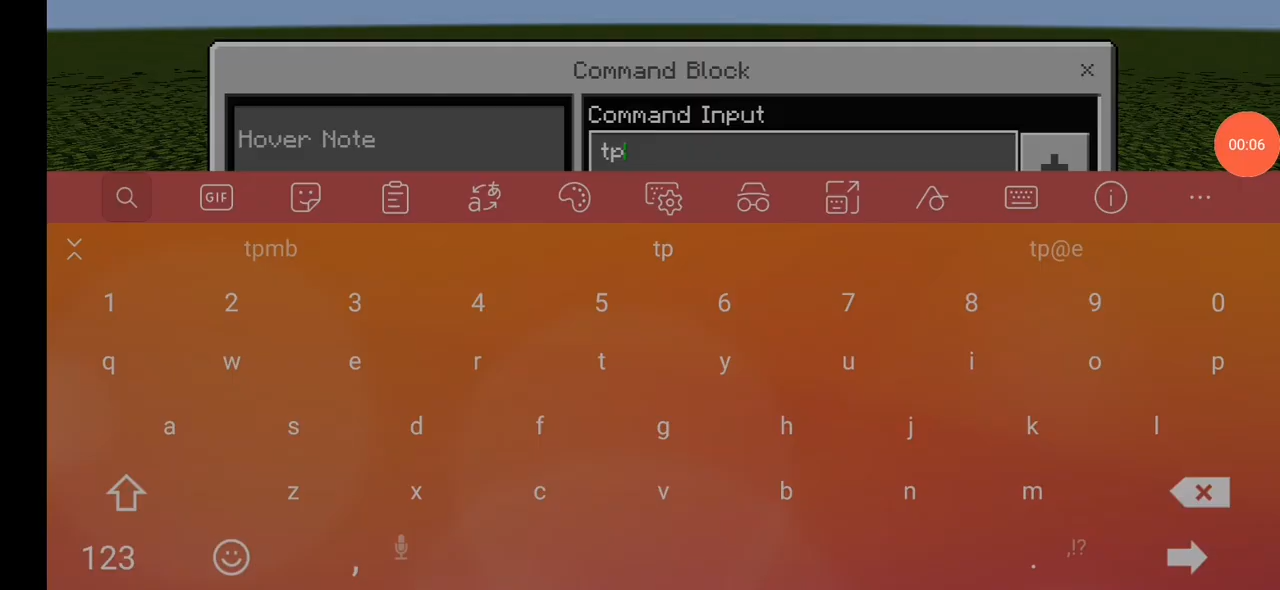 Command Block
Hover Note
Command Input
tp
00:06
GIF
tpmb tp tp@e
1 2 3 4 5 6 7 8 9 0
q w e r t y u i o p
a s d f g h j k l
z x c v b n m
123 , . ,!?